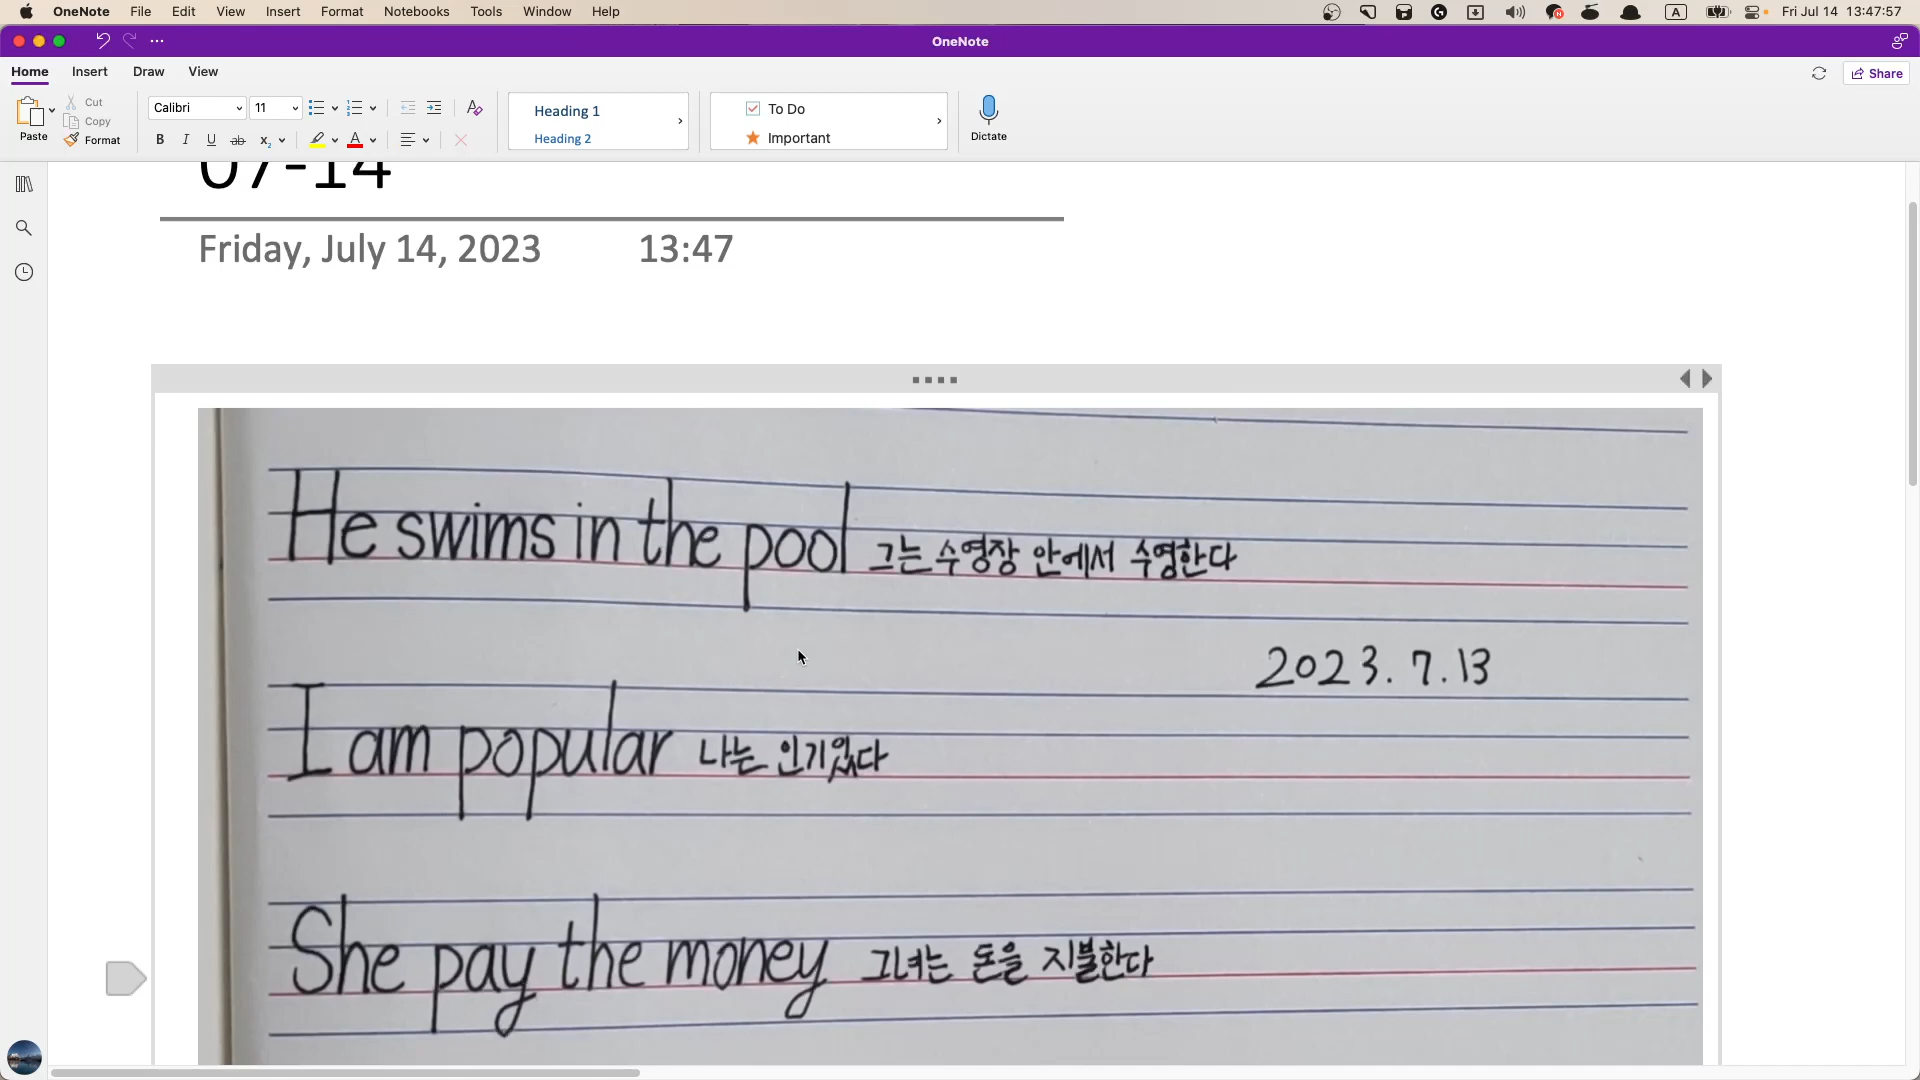 OneNote File Edit View Insert Format Notebooks Tools Window Help A Fri Jul 14 13:47:57
OneNote
Home Insert Draw View Share
Paste Cut Copy Format
Calibri 11
B I U ab x₂ A
Heading 1
Heading 2
To Do
Important
Dictate
07-14
Friday, July 14, 2023 13:47
He swims in the pool 그는 수영장 안에서 수영한다
2023. 7. 13
I am popular 나는 인기있다
She pay the money 그녀는 돈을 지불한다